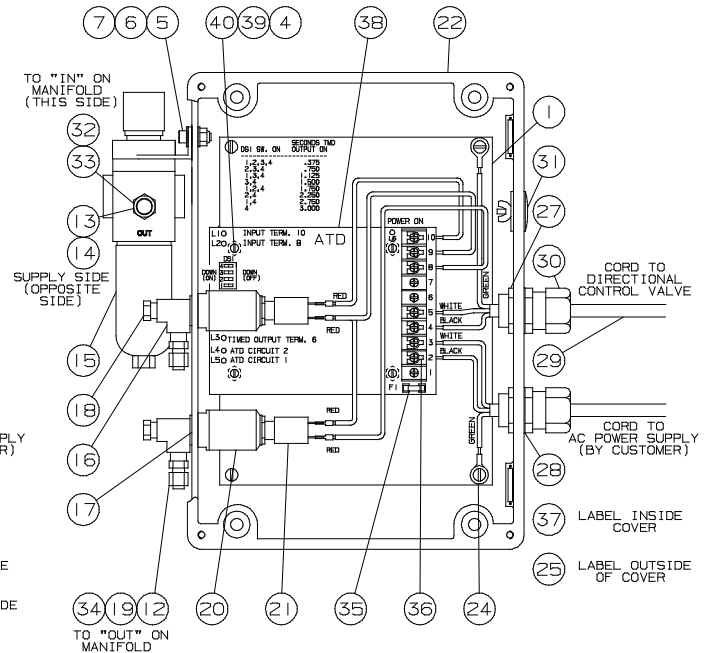 7 6 5 40 39 4 38 22
TO "IN" ON
MANIFOLD
(THIS SIDE)
32
33
13
14
OUT
SUPPLY SIDE
(OPPOSITE
SIDE)
15
18
16
17
34 19 12
TO "OUT" ON
MANIFOLD
20 21 35 36 24
DS1 SW. ON SECONDS TMD
OUTPUT ON
1,2,3,4 .375
2,3,4 .750
1,3,4 1.125
3,4 1.500
1,2,4 1.750
2,4 2.250
1,4 2.750
4 3.000
L1 INPUT TERM. 10
L2 INPUT TERM. 8
ATD
POWER ON
DS1
DOWN
(ON)
4
3
2
1
DOWN
(OFF)
L3 TIMED OUTPUT TERM. 6
L4 ATD CIRCUIT 2
L5 ATD CIRCUIT 1
RED
RED
RED
RED
10
9
8
7
6
5
4
3
2
1
F1
WHITE
BLACK
WHITE
BLACK
GREEN
GREEN
1
31
27
30
CORD TO
DIRECTIONAL
CONTROL VALVE
29
CORD TO
AC POWER SUPPLY
(BY CUSTOMER)
28
37 LABEL INSIDE
COVER
25 LABEL OUTSIDE
OF COVER
PLY
R)
E
DE